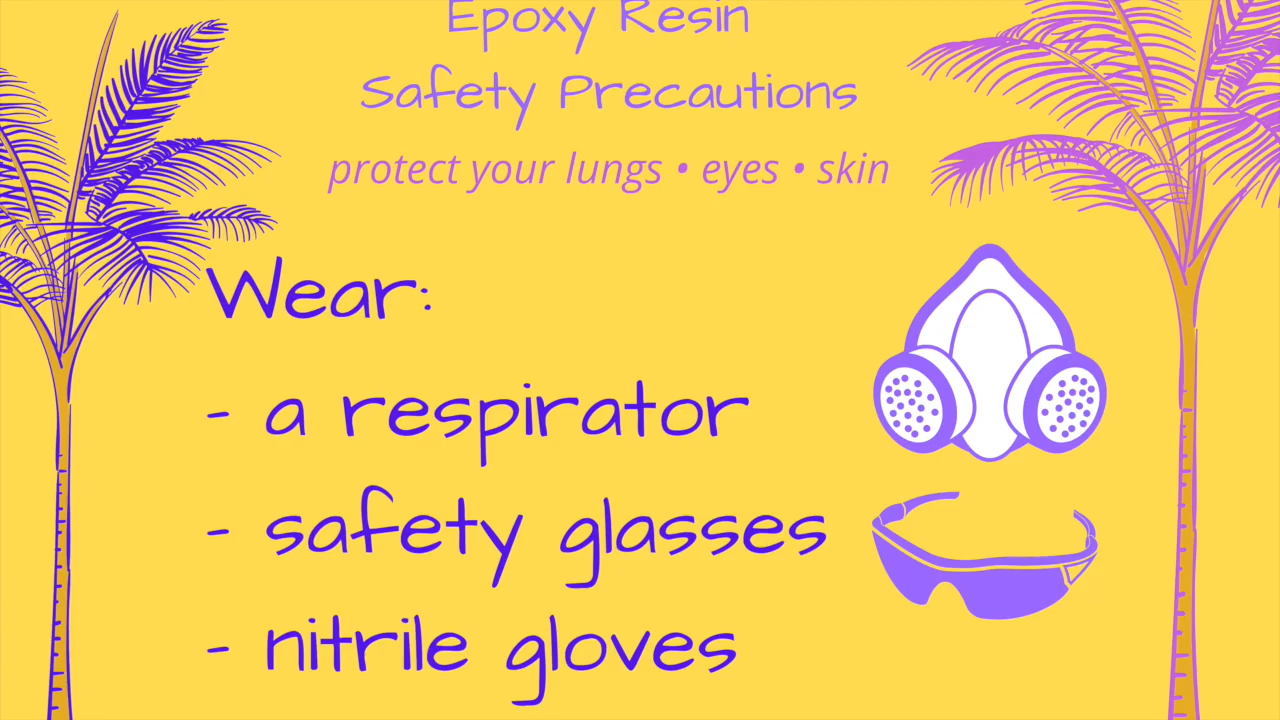 Epoxy Resin
Safety Precautions
protect your lungs • eyes • skin
Wear:
- a respirator
- safety glasses
- nitrile gloves